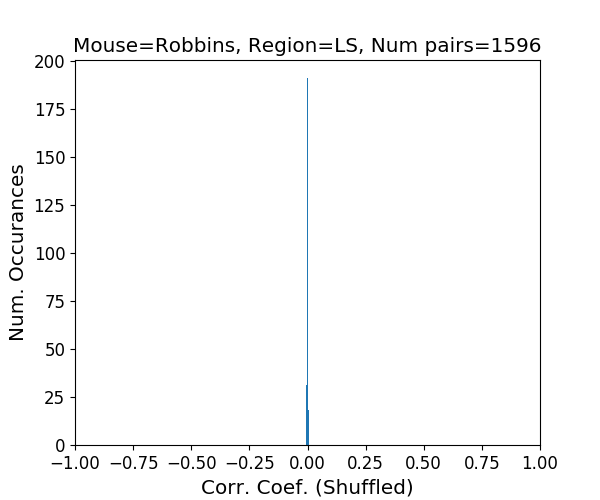 Mouse=Robbins, Region=LS, Num pairs=1596
200
175
150
125
100
75
50
25
0
Num. Occurances
−1.00 −0.75 −0.50 −0.25 0.00 0.25 0.50 0.75 1.00
Corr. Coef. (Shuffled)